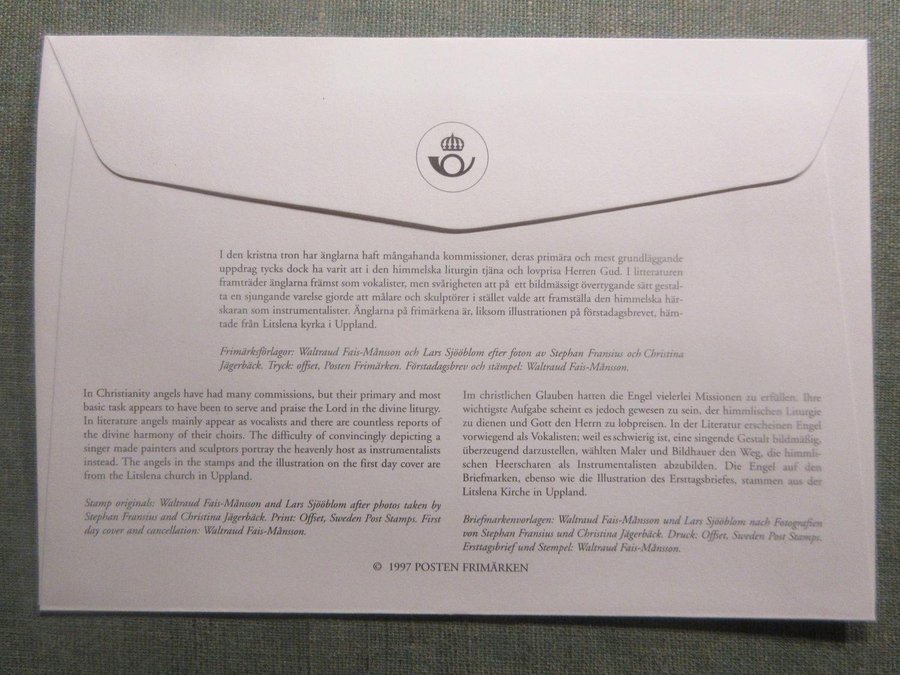 I den kristna tron har änglarna haft mångahanda kommissioner, deras primära och mest grundläggande
uppdrag tycks dock ha varit att i den himmelska liturgin tjäna och lovprisa Herren Gud. I litteraturen
framträder änglarna främst som vokalister, men svårigheten att på ett bildmässigt övertygande sätt gestal-
ta en sjungande varelse gjorde att målare och skulptörer i stället valde att framställa den himmelska här-
skaran som instrumentalister. Änglarna på frimärkena är, liksom illustrationen på förstadagsbrevet, häm-
tade från Litslena kyrka i Uppland.
Frimärksförlagor: Waltraud Fais-Månsson och Lars Sjööblom efter foton av Stephan Fransius och Christina
Jägerbäck. Tryck: offset, Posten Frimärken. Förstadagsbrev och stämpel: Waltraud Fais-Månsson.
In Christianity angels have had many commissions, but their primary and most
basic task appears to have been to serve and praise the Lord in the divine liturgy.
In literature angels mainly appear as vocalists and there are countless reports of
the divine harmony of their choirs. The difficulty of convincingly depicting a
singer made painters and sculptors portray the heavenly host as instrumentalists
instead. The angels in the stamps and the illustration on the first day cover are
from the Litslena church in Uppland.
Stamp originals: Waltraud Fais-Månsson and Lars Sjööblom after photos taken by
Stephan Fransius and Christina Jägerbäck. Print: Offset, Sweden Post Stamps. First
day cover and cancellation: Waltraud Fais-Månsson.
Im christlichen Glauben hatten die Engel vielerlei Missionen zu erfüllen. Ihre
wichtigste Aufgabe scheint es jedoch gewesen zu sein, der himmlischen Liturgie
zu dienen und Gott den Herrn zu lobpreisen. In der Literatur erscheinen Engel
vorwiegend als Vokalisten; weil es schwierig ist, eine singende Gestalt bildmäßig,
überzeugend darzustellen, wählten Maler und Bildhauer den Weg, die himmli-
schen Heerscharen als Instrumentalisten abzubilden. Die Engel auf den
Briefmarken, ebenso wie die Illustration des Ersttagsbriefes, stammen aus der
Litslena Kirche in Uppland.
Briefmarkenvorlagen: Waltraud Fais-Månsson und Lars Sjööblom nach Fotografien
von Stephan Fransius und Christina Jägerbäck. Druck: Offset, Sweden Post Stamps.
Ersttagsbrief und Stempel: Waltraud Fais-Månsson.
© 1997 POSTEN FRIMÄRKEN